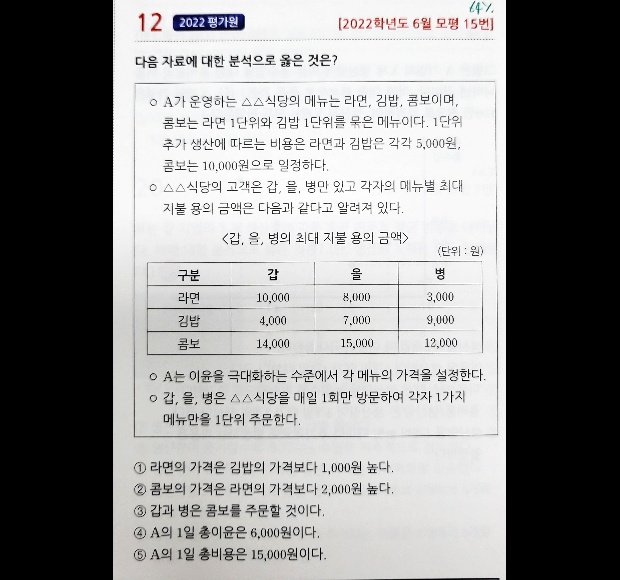 64%
12 2022 평가원 [2022학년도 6월 모평 15번]
다음 자료에 대한 분석으로 옳은 것은?
○ A가 운영하는 △△식당의 메뉴는 라면, 김밥, 콤보이며,
콤보는 라면 1단위와 김밥 1단위를 묶은 메뉴이다. 1단위
추가 생산에 따르는 비용은 라면과 김밥은 각각 5,000원,
콤보는 10,000원으로 일정하다.
○ △△식당의 고객은 갑, 을, 병만 있고 각자의 메뉴별 최대
지불 용의 금액은 다음과 같다고 알려져 있다.
<갑, 을, 병의 최대 지불 용의 금액>
(단위 : 원)
구분 갑 을 병
라면 10,000 8,000 3,000
김밥 4,000 7,000 9,000
콤보 14,000 15,000 12,000
○ A는 이윤을 극대화하는 수준에서 각 메뉴의 가격을 설정한다.
○ 갑, 을, 병은 △△식당을 매일 1회만 방문하여 각자 1가지
메뉴만을 1단위 주문한다.
① 라면의 가격은 김밥의 가격보다 1,000원 높다.
② 콤보의 가격은 라면의 가격보다 2,000원 높다.
③ 갑과 병은 콤보를 주문할 것이다.
④ A의 1일 총이윤은 6,000원이다.
⑤ A의 1일 총비용은 15,000원이다.